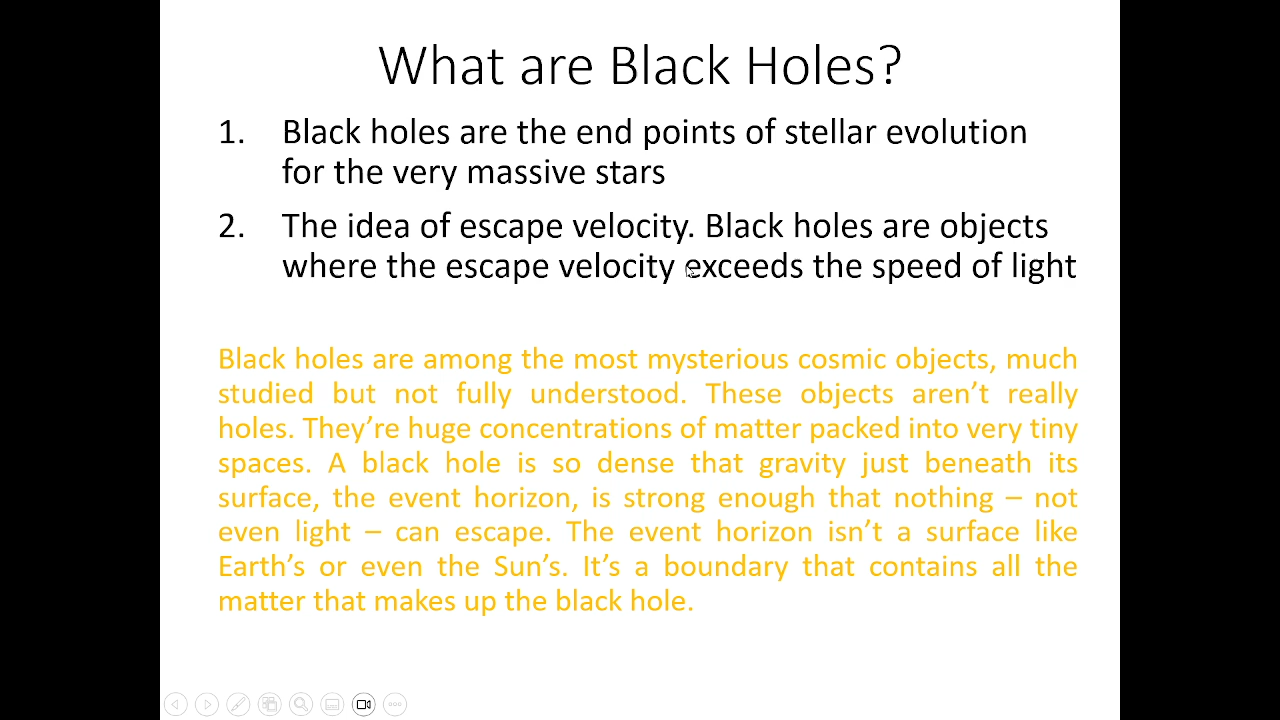 What are Black Holes?
1. Black holes are the end points of stellar evolution
for the very massive stars
2. The idea of escape velocity. Black holes are objects
where the escape velocity exceeds the speed of light
Black holes are among the most mysterious cosmic objects, much
studied but not fully understood. These objects aren’t really
holes. They’re huge concentrations of matter packed into very tiny
spaces. A black hole is so dense that gravity just beneath its
surface, the event horizon, is strong enough that nothing – not
even light – can escape. The event horizon isn’t a surface like
Earth’s or even the Sun’s. It’s a boundary that contains all the
matter that makes up the black hole.